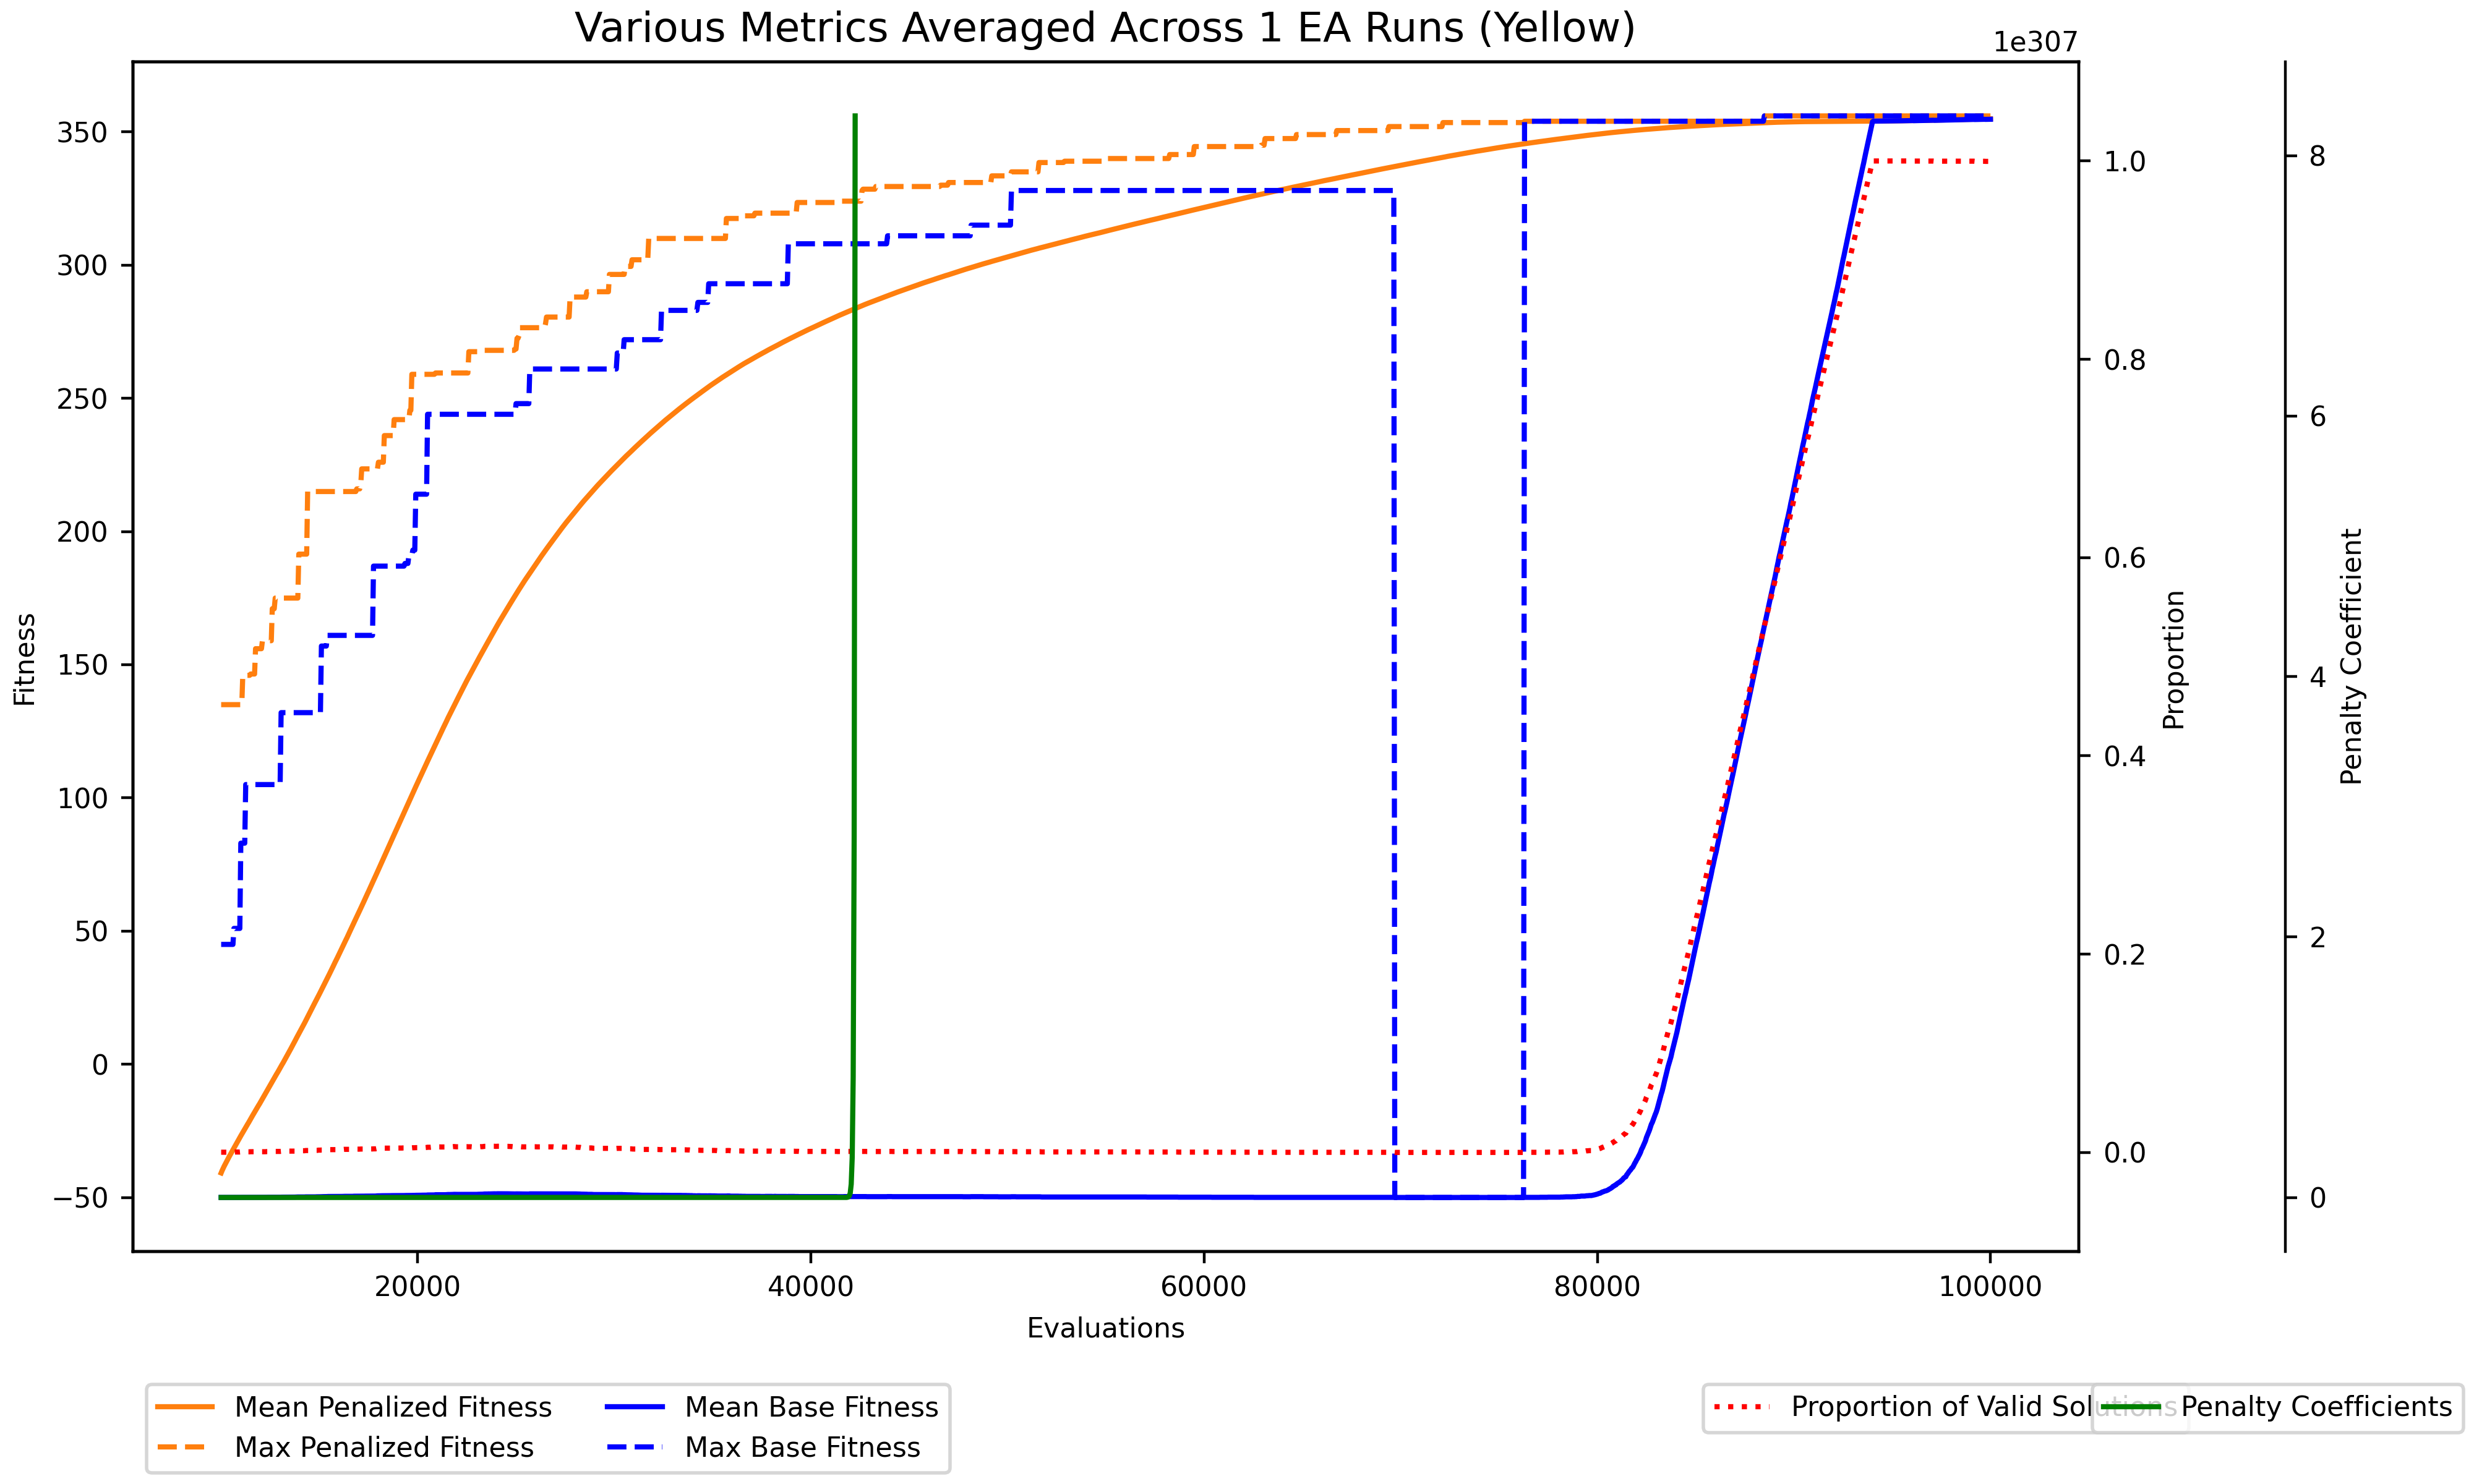 Various Metrics Averaged Across 1 EA Runs (Yellow)
1e307
350
300
250
200
150
100
50
0
−50
Fitness
1.0
0.8
0.6
0.4
0.2
0.0
Proportion
8
6
4
2
0
Penalty Coefficient
20000 40000 60000 80000 100000
Evaluations
Mean Penalized Fitness
Max Penalized Fitness
Mean Base Fitness
Max Base Fitness
Proportion of Valid Solutions
Penalty Coefficients